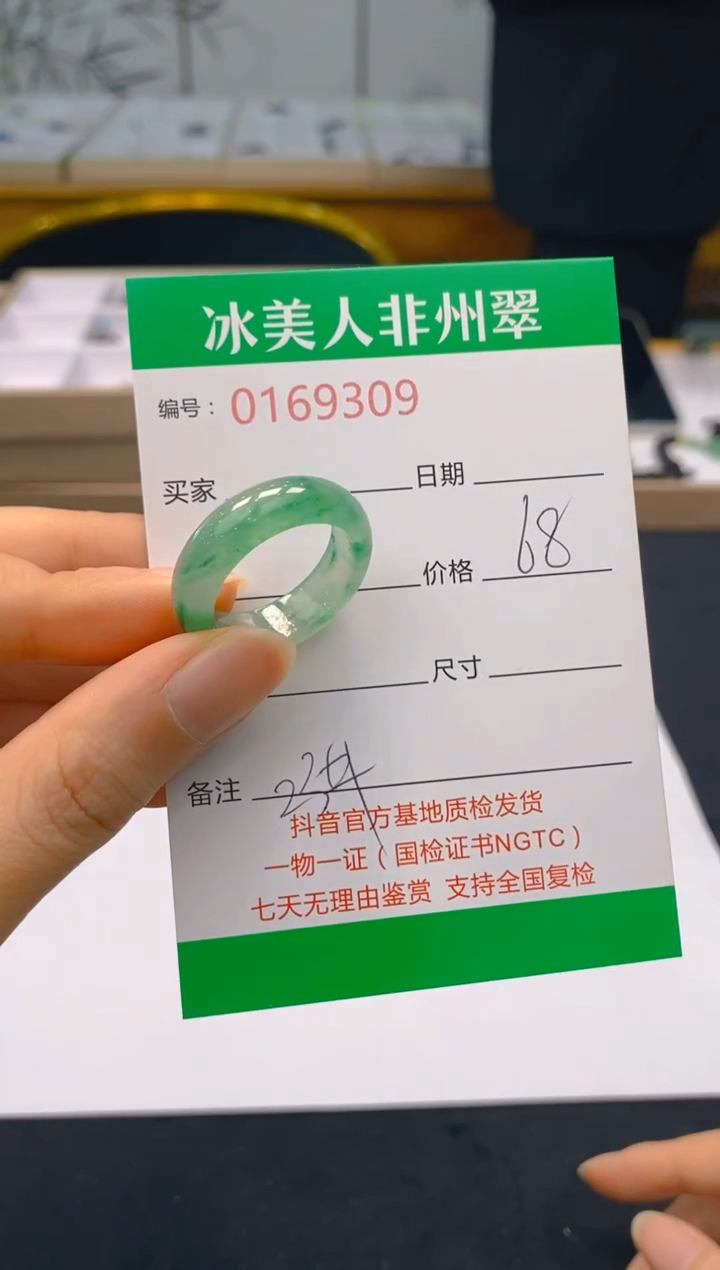 冰美人非州翠
编号：0169309
买家 日期
价格 68
尺寸
备注
抖音官方基地质检发货
一物一证（国检证书NGTC）
七天无理由鉴赏 支持全国复检